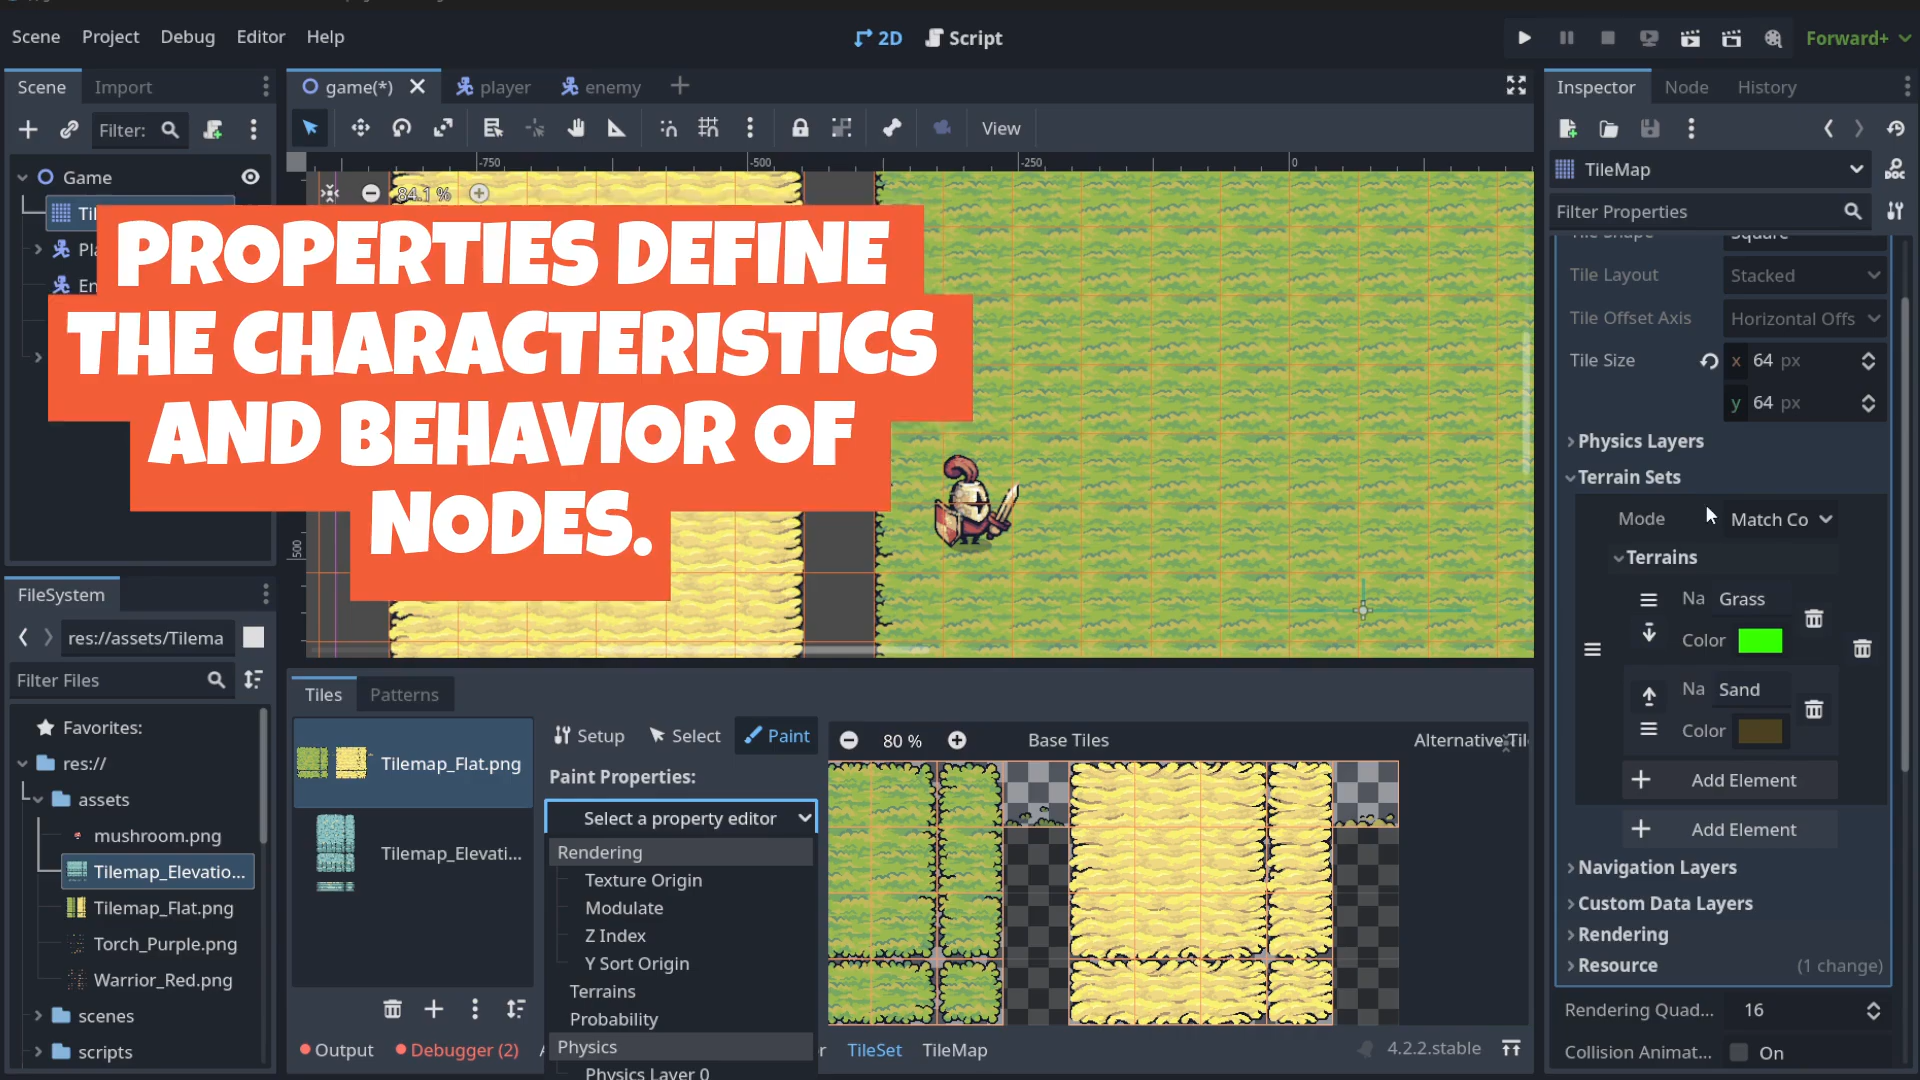 Scene Project Debug Editor Help
2D Script
Forward+
Scene Import
game(*) player enemy
Inspector Node History
Filter:
View
Game
TileMap
Filter Properties
-750 -500 -250 0
84.1 %
500
PROPERTIES DEFINE
THE CHARACTERISTICS
AND BEHAVIOR OF
NODES.
Tile Layout Stacked
Tile Offset Axis Horizontal Offs
Tile Size x 64 px
y 64 px
Physics Layers
Terrain Sets
Mode Match Co
Terrains
Na Grass
Color
Na Sand
Color
Add Element
Add Element
Navigation Layers
Custom Data Layers
Rendering
Resource (1 change)
Rendering Quad... 16
Collision Animat... On
FileSystem
res://assets/Tilema
Filter Files
Favorites:
res://
assets
mushroom.png
Tilemap_Elevatio...
Tilemap_Flat.png
Torch_Purple.png
Warrior_Red.png
scenes
scripts
Tiles Patterns
Tilemap_Flat.png
Tilemap_Elevati...
Setup Select Paint
Paint Properties:
Select a property editor
Rendering
Texture Origin
Modulate
Z Index
Y Sort Origin
Terrains
Probability
Physics
Physics Layer 0
80 % Base Tiles Alternative Til
Output Debugger (2) TileSet TileMap 4.2.2.stable